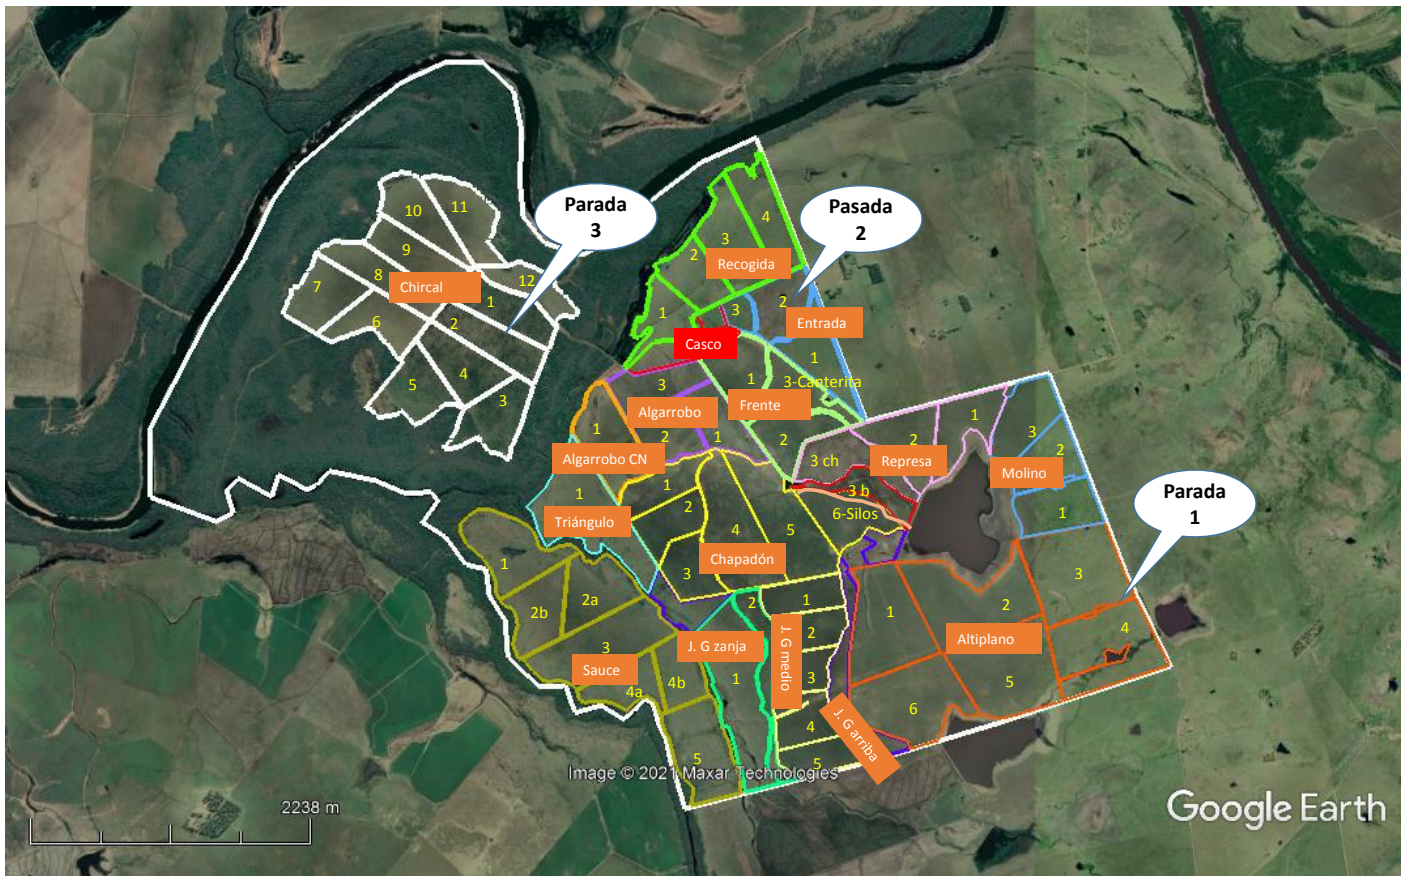 10
11
Parada
3
4
Pasada
2
9
3
2
Recogida
8
12
7
Chircal
1
2
3
1
6
2
Entrada
Casco
1
5
4
3
1
3-Canterita
3
Algarrobo
Frente
1
2
1
2
2
1
3 ch
Represa
3
2
Molino
Algarrobo CN
1
3 b
Parada
1
1
2
6-Silos
1
Triángulo
4
5
Chapadón
3
3
1
2a
2b
2
1
1
2
4
3
J. G zanja
J. G medio
2
Altiplano
Sauce
4a
4b
1
3
5
6
4
J. G arriba
5
5
Image © 2021 Maxar Technologies
2238 m
Google Earth